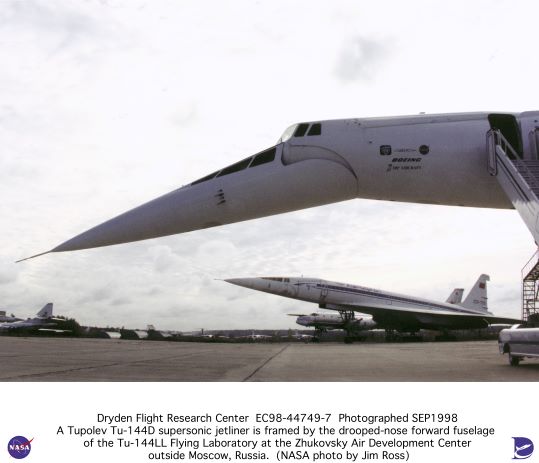 BOEING
Dryden Flight Research Center EC98-44749-7 Photographed SEP1998
A Tupolev Tu-144D supersonic jetliner is framed by the drooped-nose forward fuselage
of the Tu-144LL Flying Laboratory at the Zhukovsky Air Development Center
outside Moscow, Russia. (NASA photo by Jim Ross)
NASA